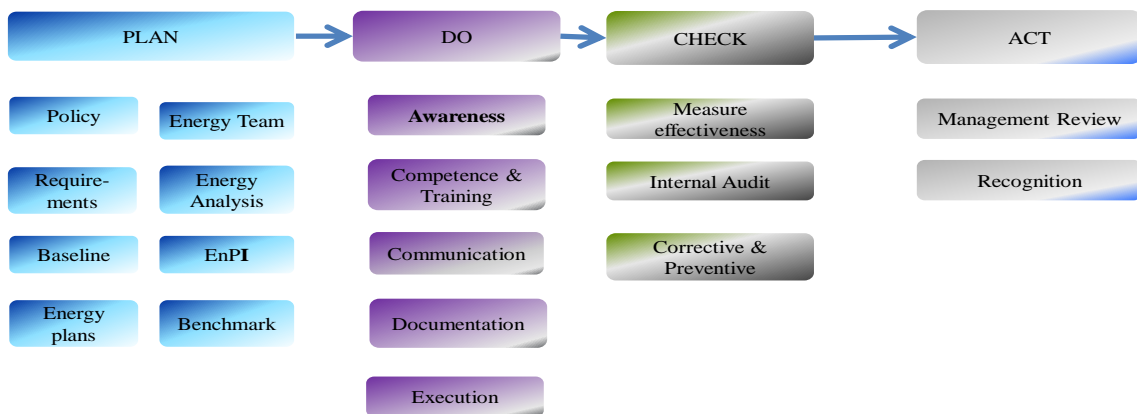 PLAN
DO
CHECK
ACT
Policy
Energy Team
Awareness
Measure
effectiveness
Management Review
Require-
ments
Energy
Analysis
Competence &
Training
Internal Audit
Recognition
Baseline
EnPI
Communication
Corrective &
Preventive
Energy
plans
Benchmark
Documentation
Execution